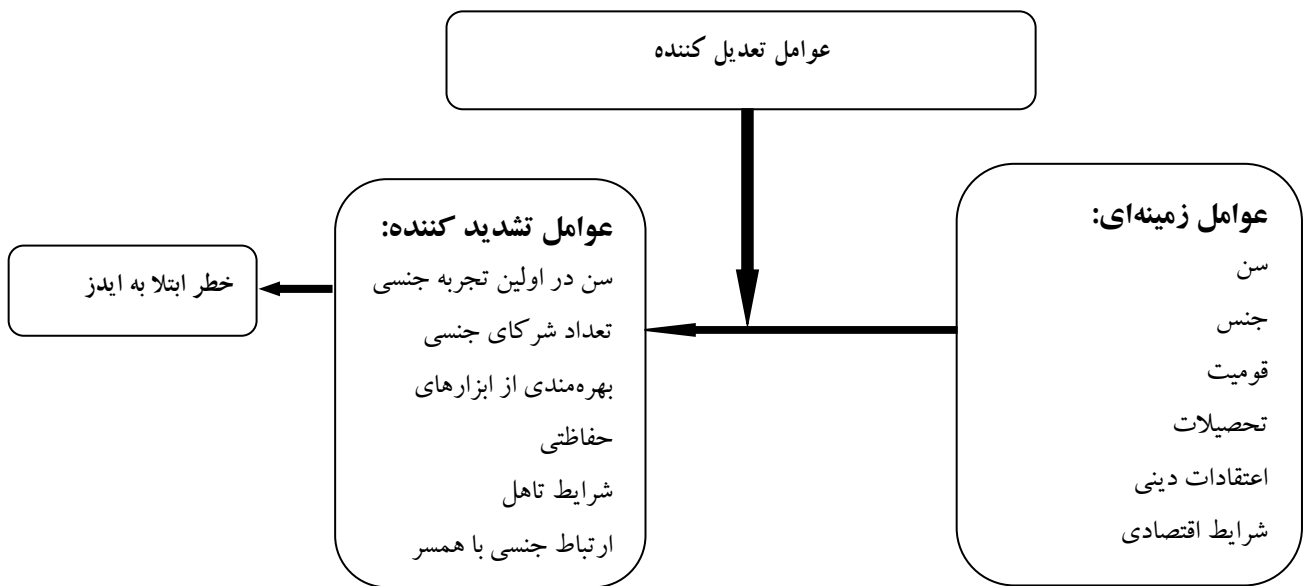 عوامل تعدیل کننده
عوامل زمینه‌ای:
سن
جنس
قومیت
تحصیلات
اعتقادات دینی
شرایط اقتصادی
عوامل تشدید کننده:
سن در اولین تجربه جنسی
تعداد شرکای جنسی
بهره‌مندی از ابزارهای
حفاظتی
شرایط تاهل
ارتباط جنسی با همسر
خطر ابتلا به ایدز